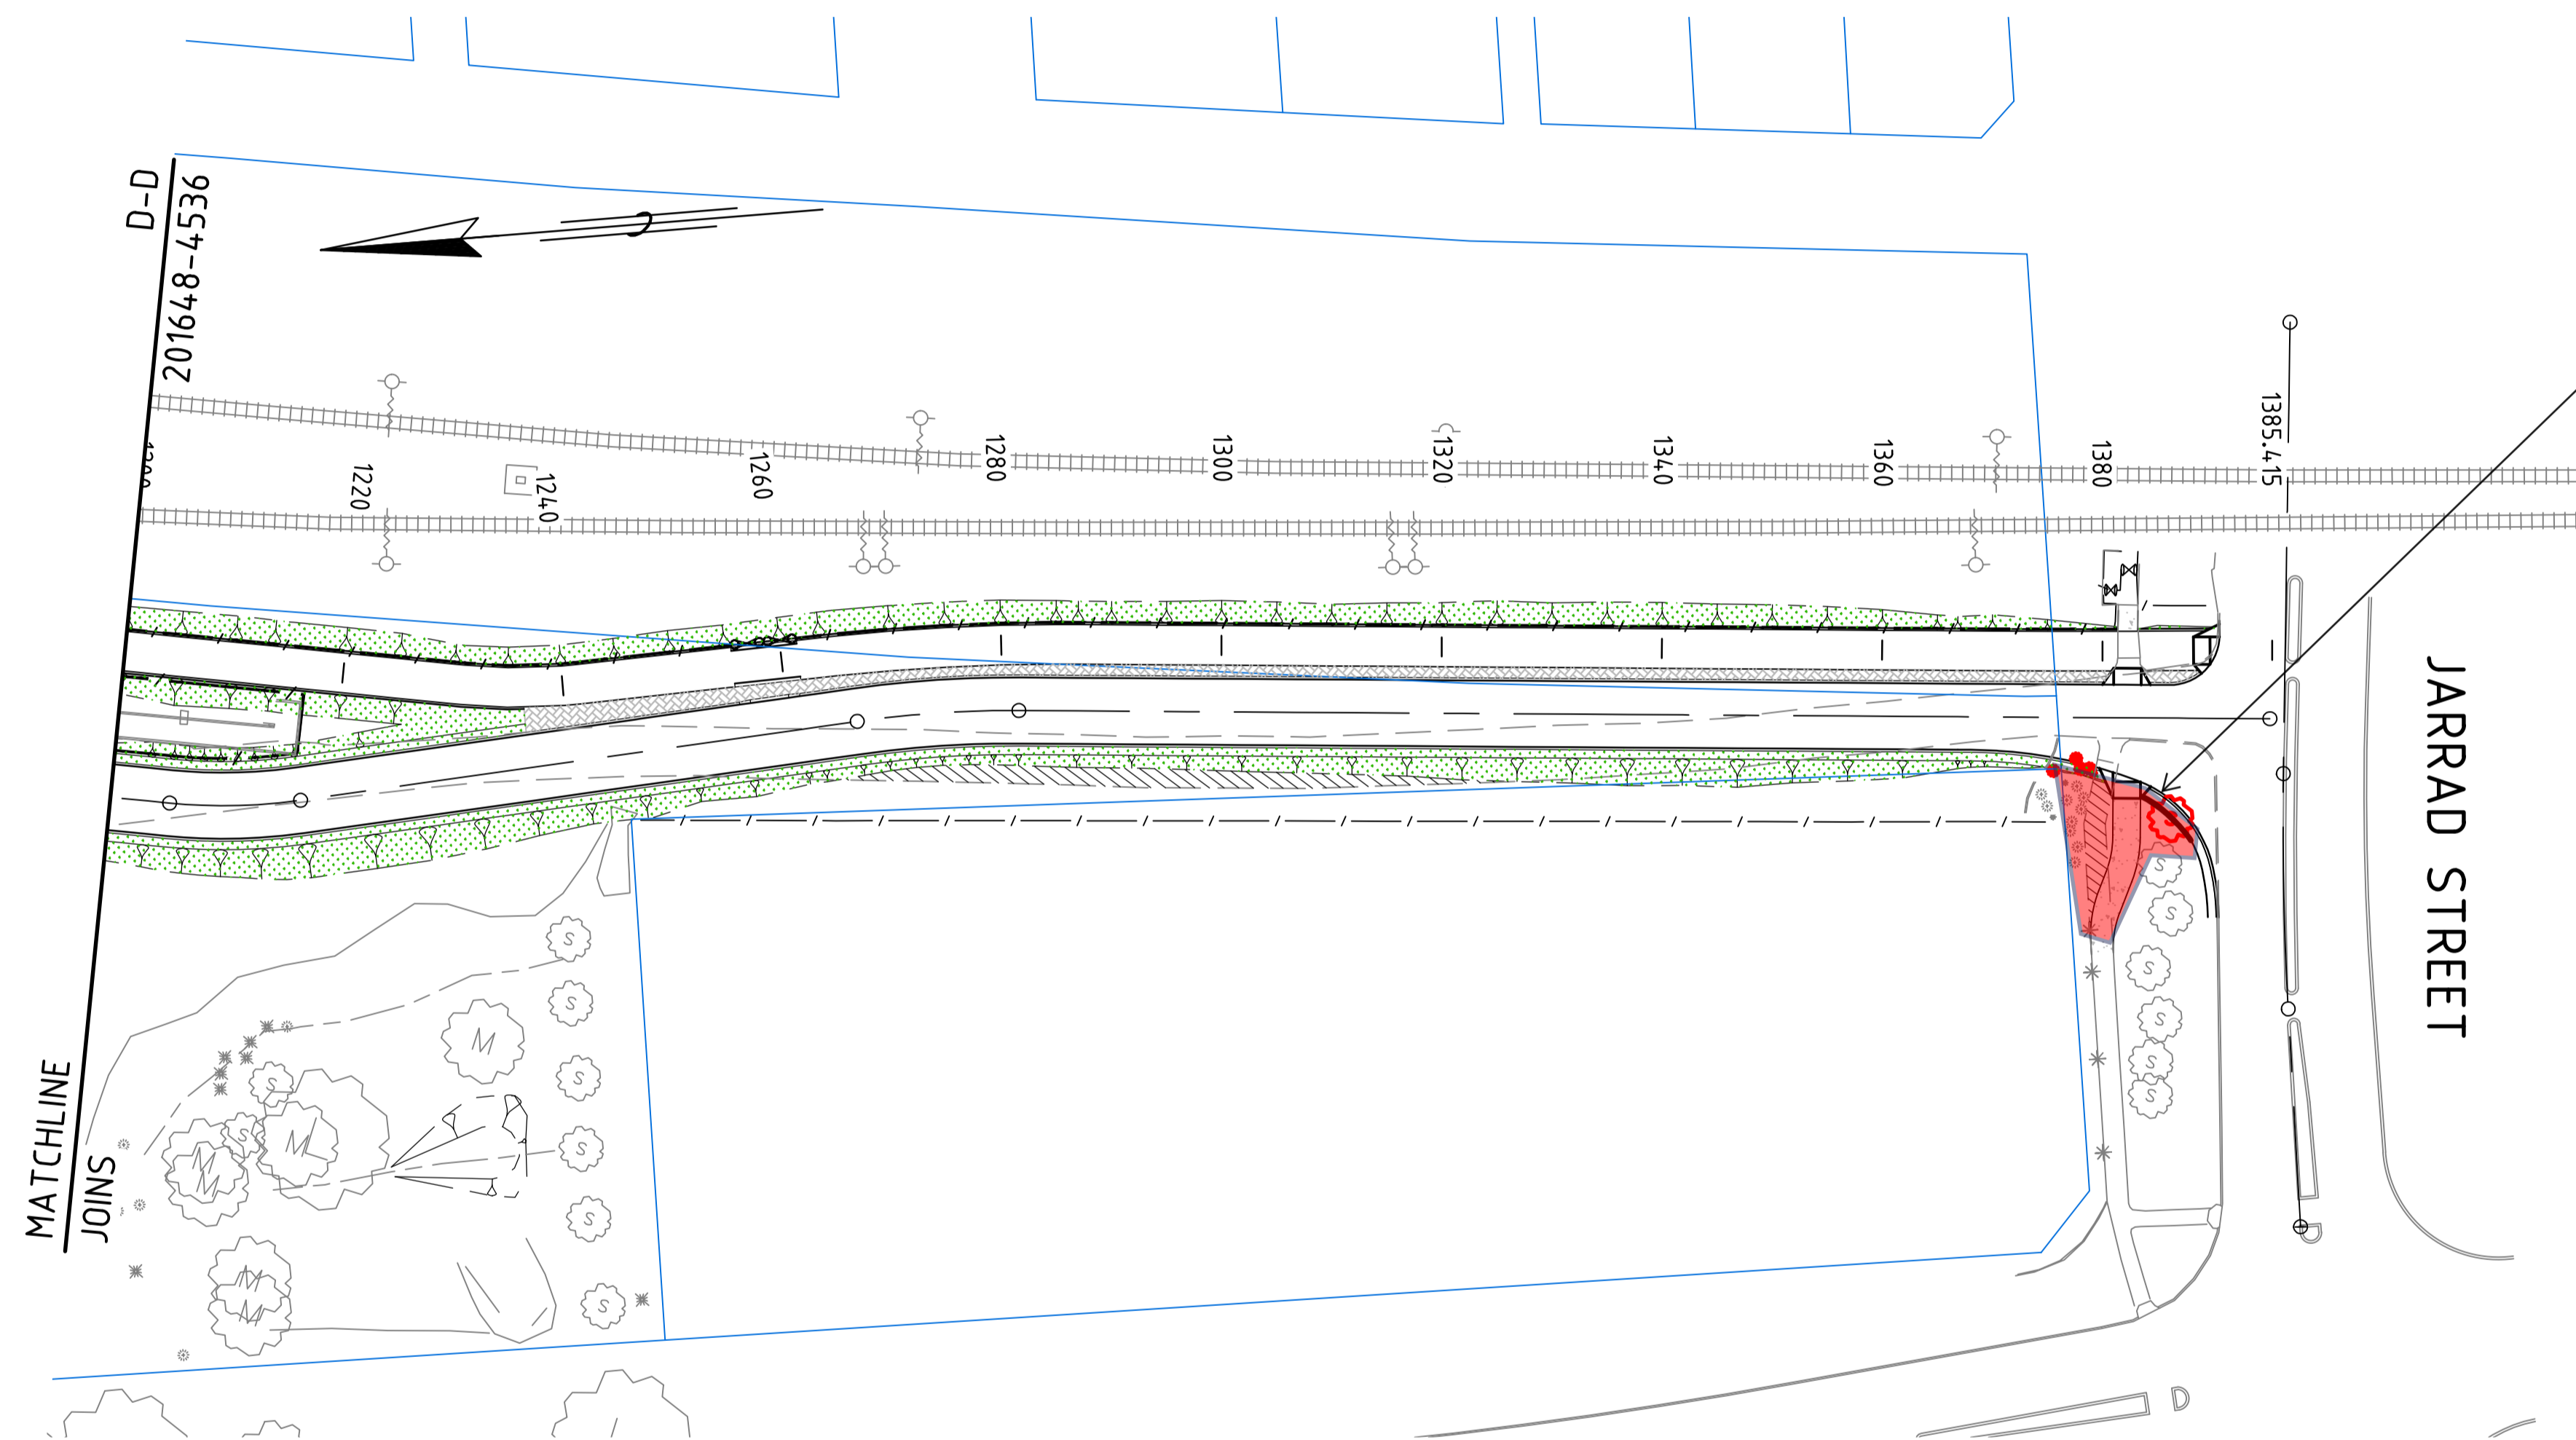 D-D
201648-4536
1220
1240
1260
1280
1300
1320
1340
1360
1380
1385.415
JARRAD STREET
S
S
S
S
S
S
S
S
S
S
S
S
S
S
M
M
M
M
M
M
MATCHLINE
JOINS